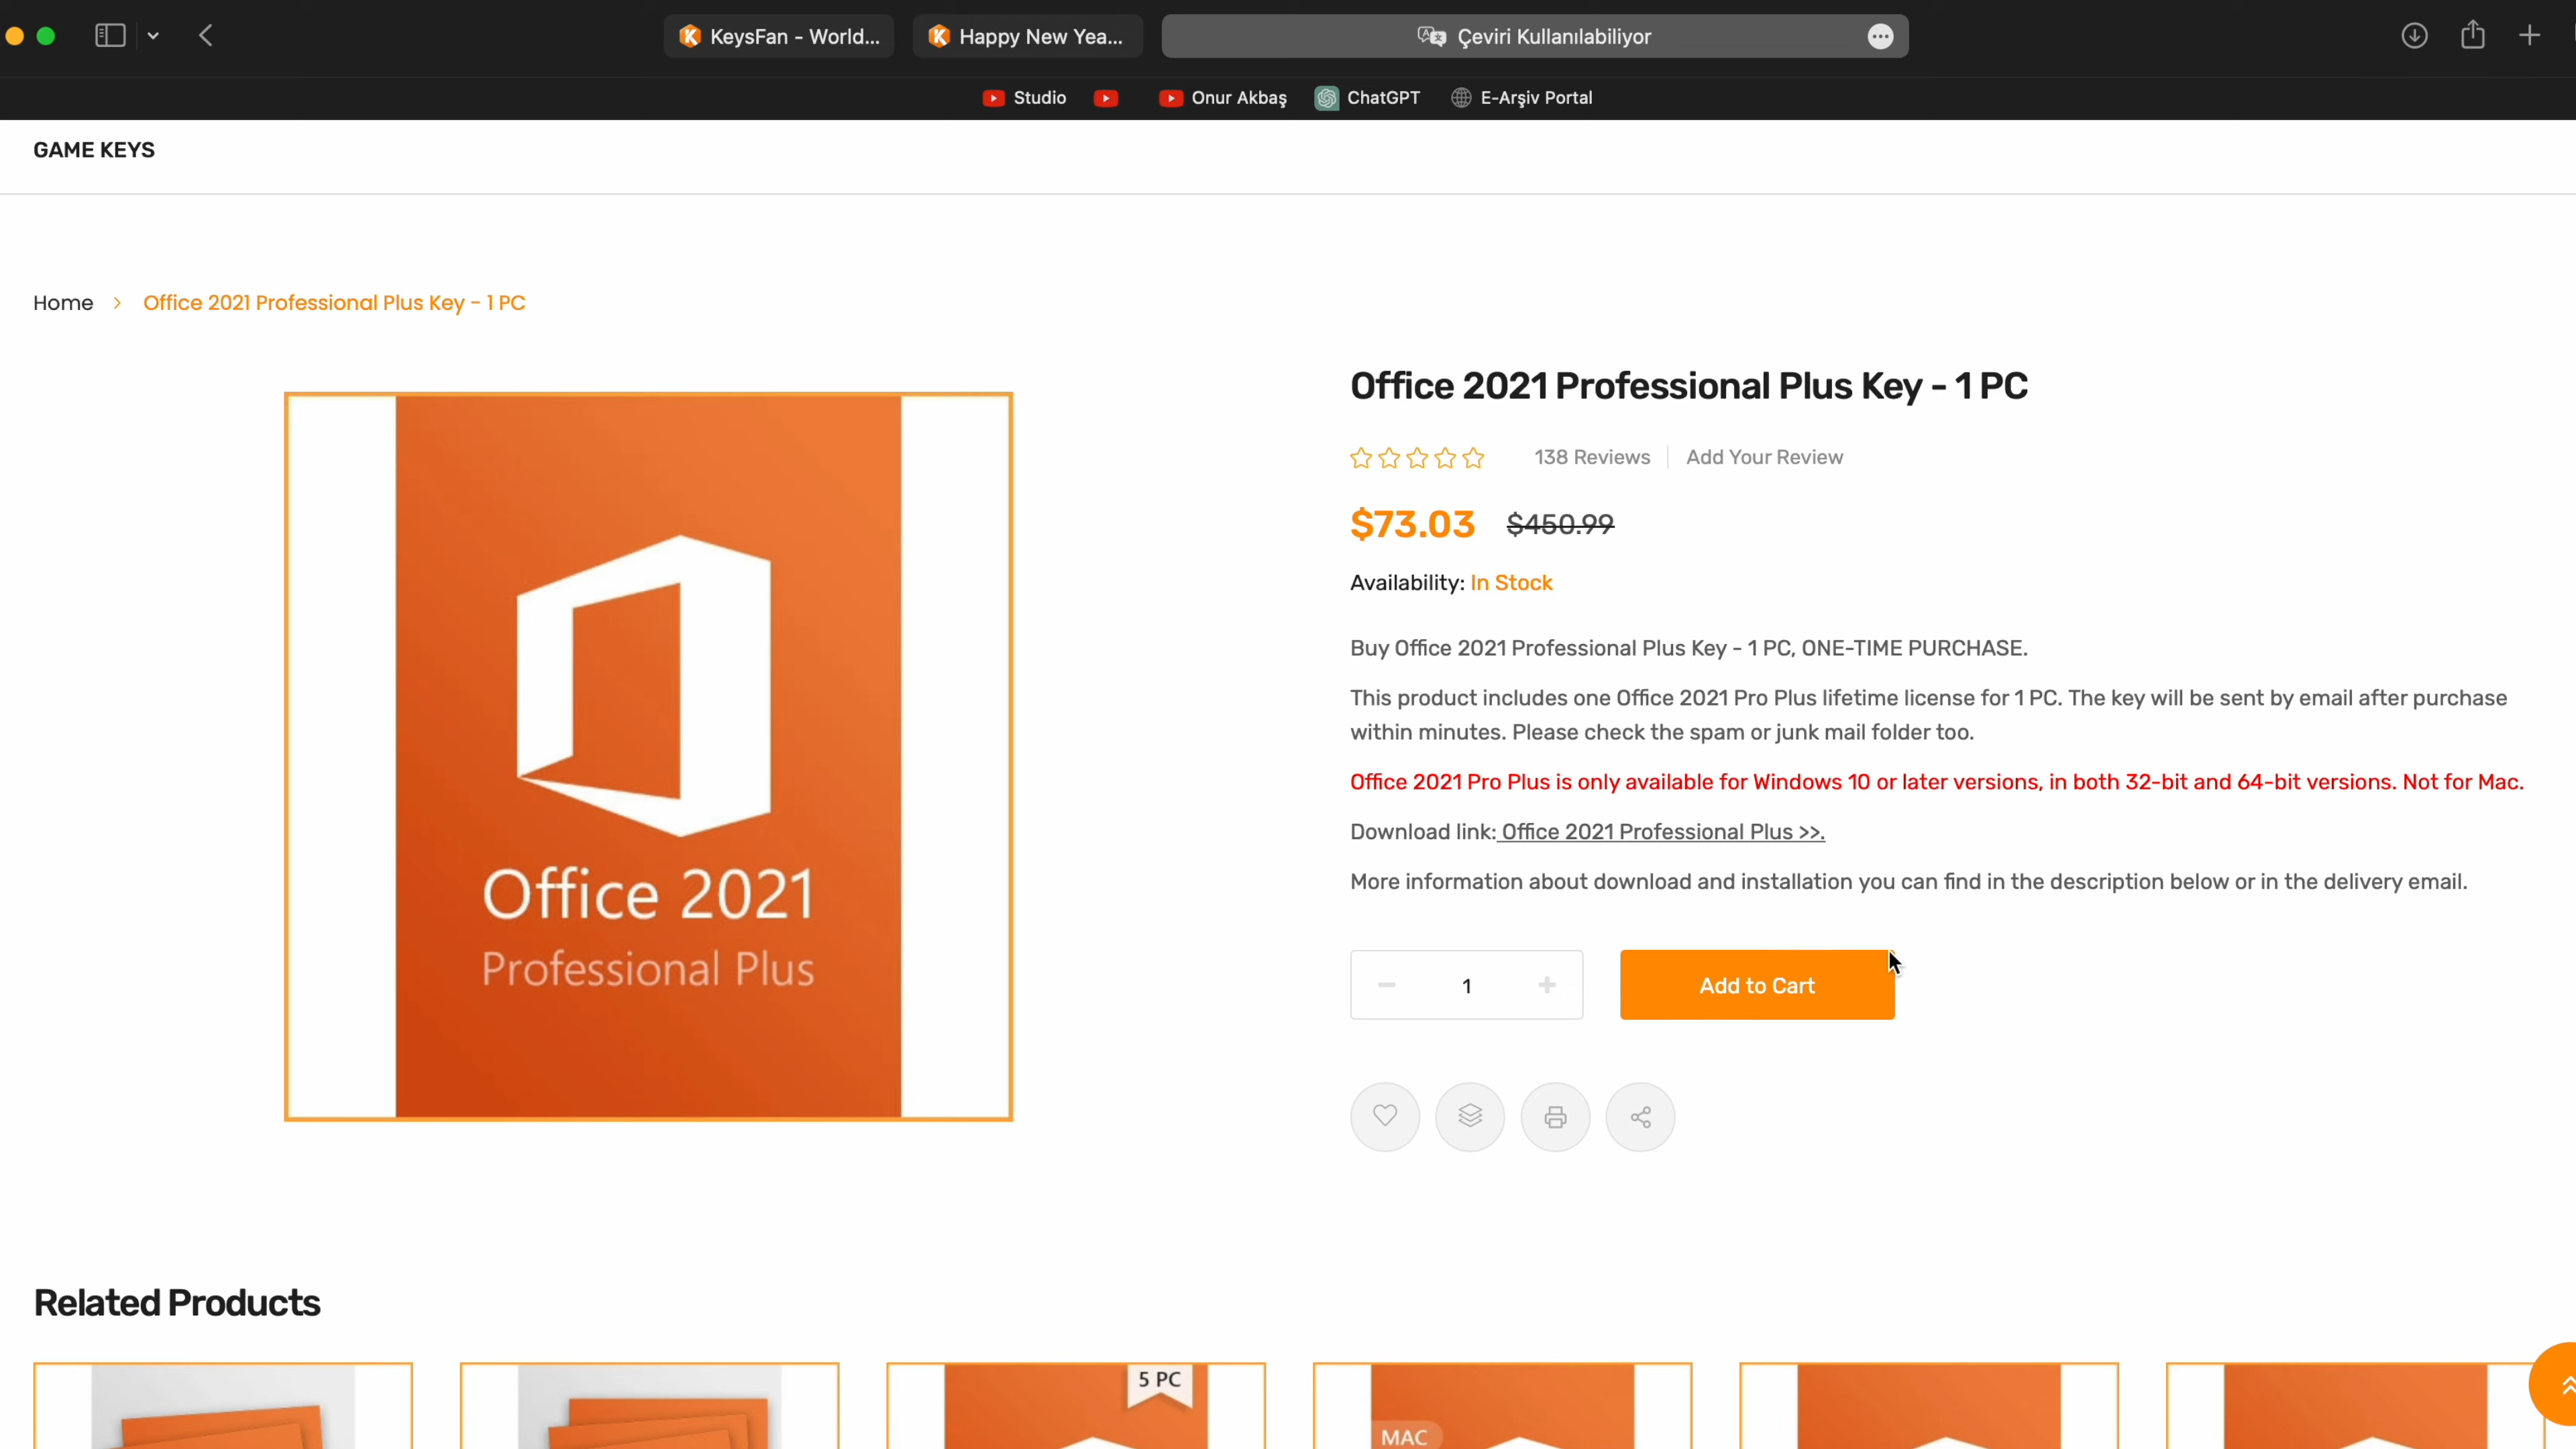 KeysFan - World...
Happy New Yea...
Çeviri Kullanılabiliyor
Studio
Onur Akbaş
ChatGPT
E-Arşiv Portal
GAME KEYS
Home > Office 2021 Professional Plus Key - 1 PC
Office 2021
Professional Plus
Office 2021 Professional Plus Key - 1 PC
138 Reviews
Add Your Review
$73.03 $450.99
Availability: In Stock
Buy Office 2021 Professional Plus Key - 1 PC, ONE-TIME PURCHASE.
This product includes one Office 2021 Pro Plus lifetime license for 1 PC. The key will be sent by email after purchase
within minutes. Please check the spam or junk mail folder too.
Office 2021 Pro Plus is only available for Windows 10 or later versions, in both 32-bit and 64-bit versions. Not for Mac.
Download link: Office 2021 Professional Plus >>.
More information about download and installation you can find in the description below or in the delivery email.
1
Add to Cart
Related Products
5 PC
MAC